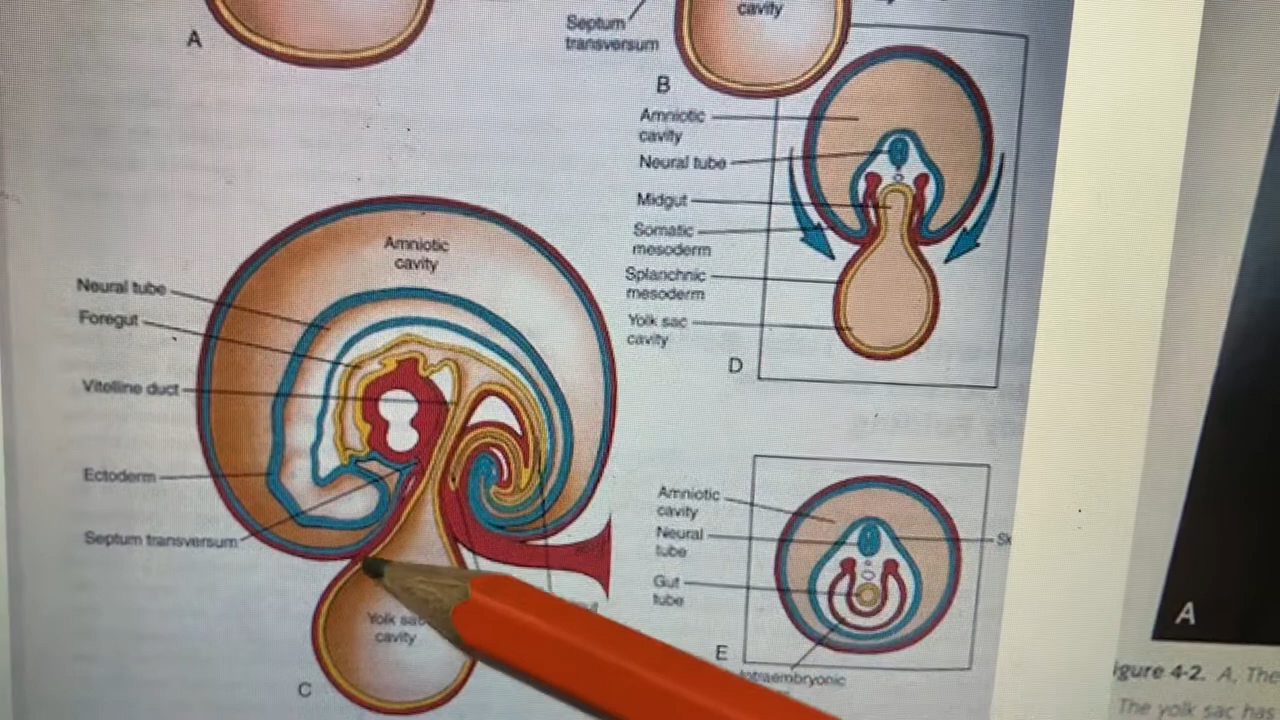 A
Septum
transversum
cavity
B
Amniotic
cavity
Neural tube
Midgut
Somatic
mesoderm
Splanchnic
mesoderm
Yolk sac
cavity
D
Amniotic
cavity
Neural tube
Foregut
Vitelline duct
Ectoderm
Septum transversum
Yolk sac
cavity
C
Amniotic
cavity
Neural
tube
Gut
tube
E
Intraembryonic
A
igure 4-2. A, The
The yolk sac has